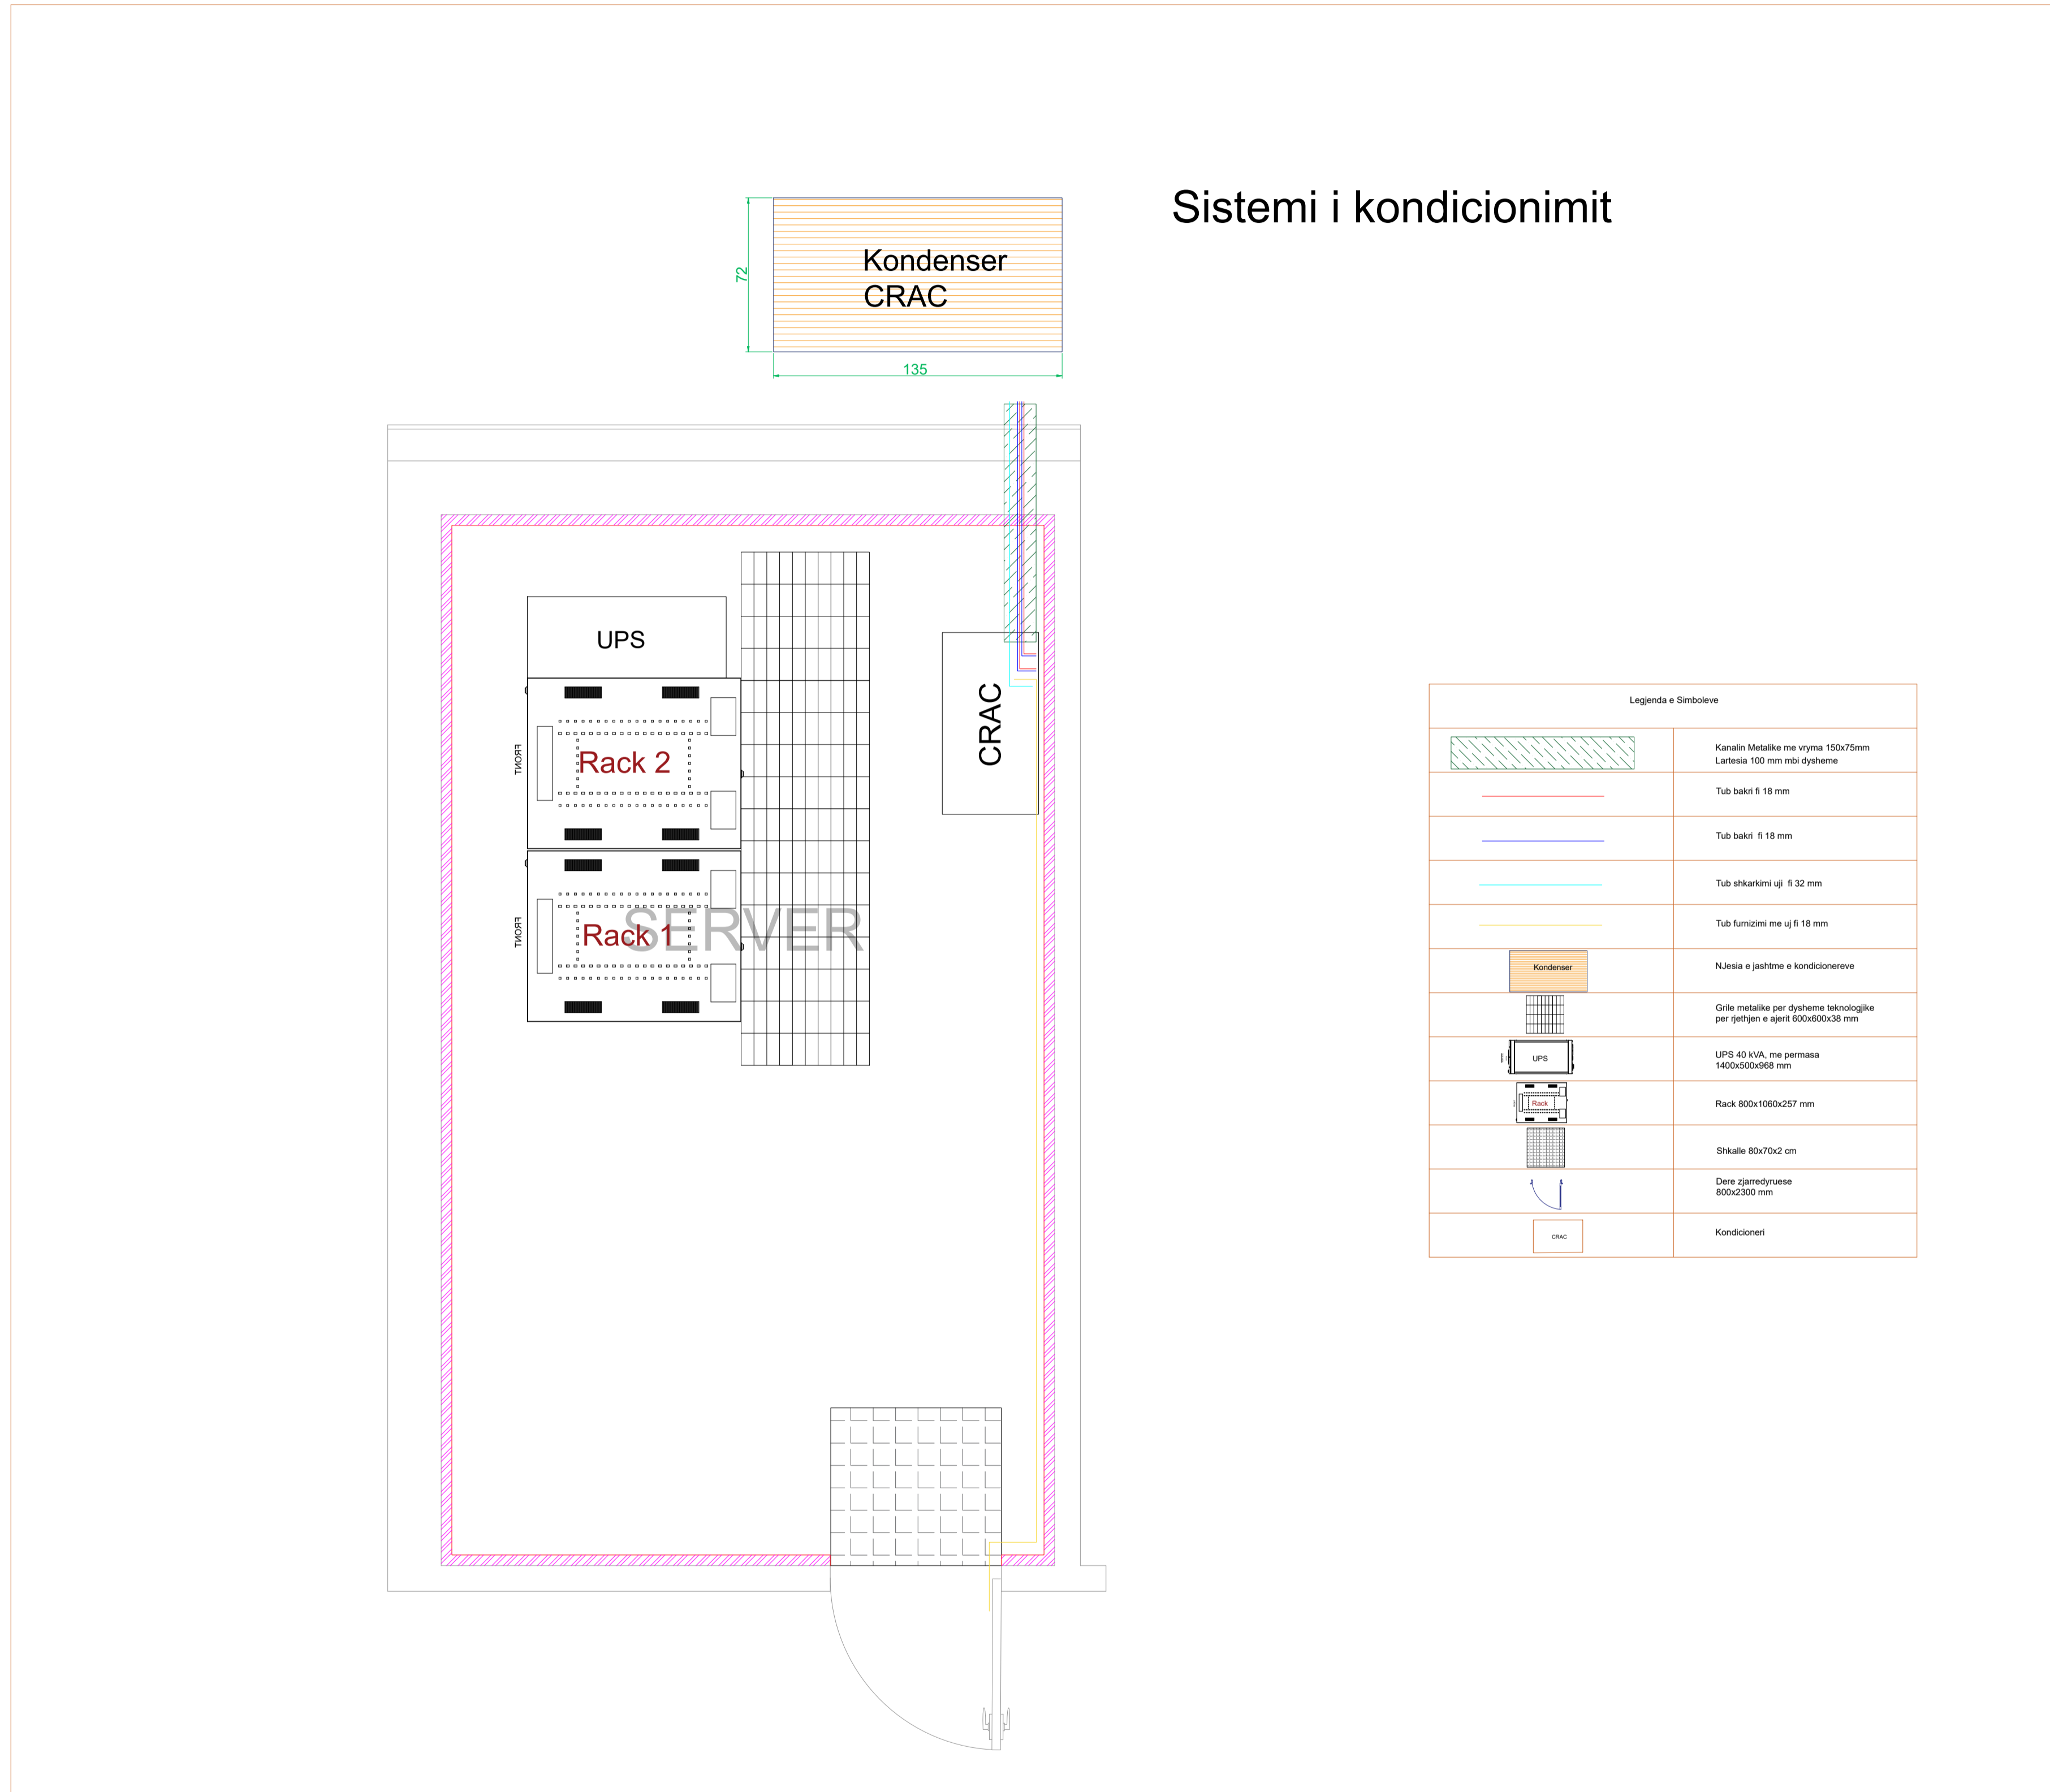 Sistemi i kondicionimit
Kondenser
CRAC
72
135
UPS
CRAC
FRONT
Rack 2
FRONT
Rack 1
SERVER
Legjenda e Simboleve
Kanalin Metalike me vryma 150x75mm
Lartesia 100 mm mbi dysheme
Tub bakri fi 18 mm
Tub bakri  fi 18 mm
Tub shkarkimi uji  fi 32 mm
Tub furnizimi me uj fi 18 mm
Kondenser
NJesia e jashtme e kondicionereve
Grile metalike per dysheme teknologjike
per rjethjen e ajerit 600x600x38 mm
UPS
UPS 40 kVA, me permasa
1400x500x968 mm
Rack
Rack 800x1060x257 mm
Shkalle 80x70x2 cm
Dere zjarredyruese
800x2300 mm
CRAC
Kondicioneri